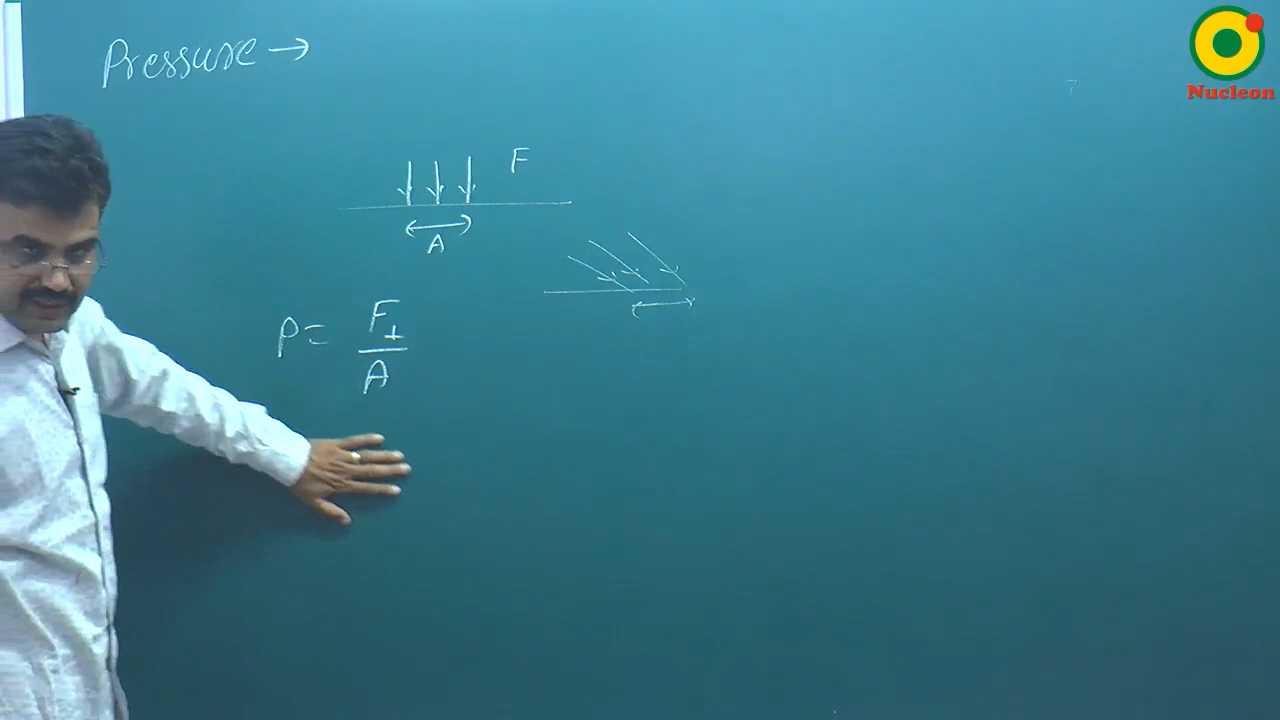 Pressure →
F
A
P = F⊥ / A
Nucleon